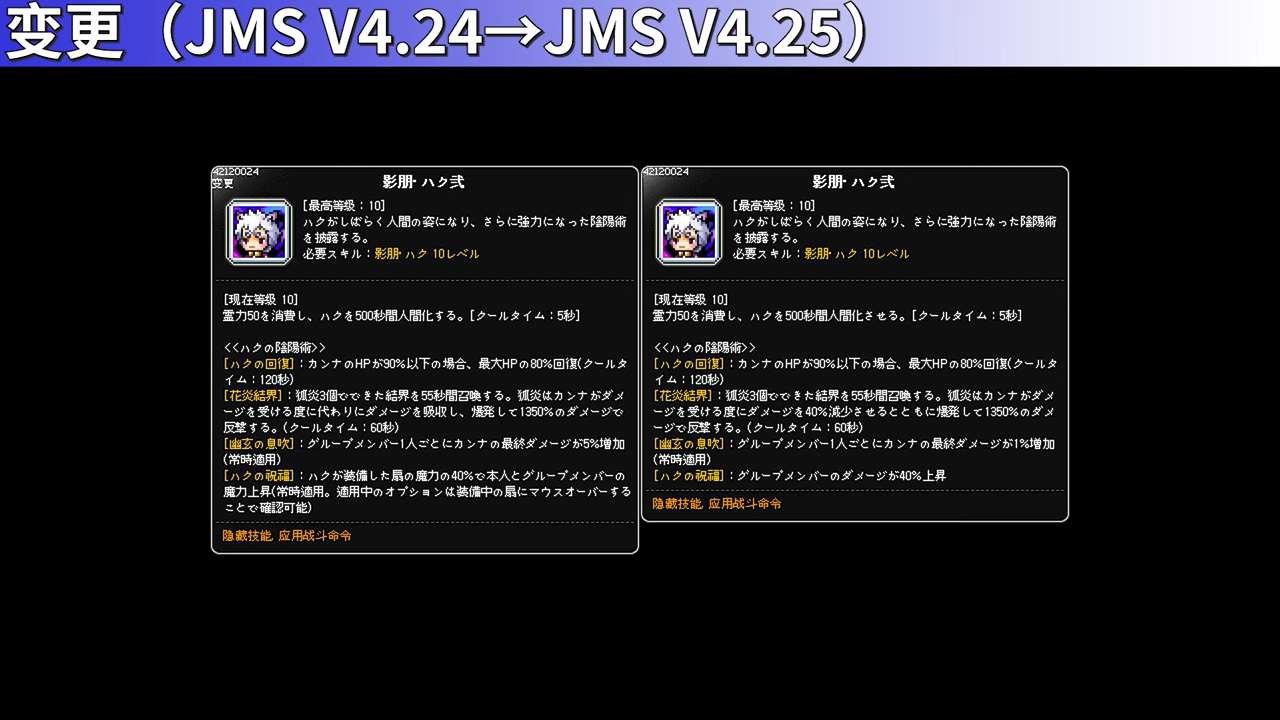 变更（JMS V4.24→JMS V4.25）
42120024
变更
影朋・ハク弐
[最高等级：10]
ハクがしばらく人間の姿になり、さらに強力になった陰陽術
を披露する。
必要スキル：影朋・ハク 10レベル
[现在等级 10]
霊力50を消費し、ハクを500秒間人間化する。[クールタイム：5秒]
<<ハクの陰陽術>>
[ハクの回復]：カンナのHPが90%以下の場合、最大HPの80%回復(クールタ
イム：120秒)
[花炎結界]：狐炎3個でできた結界を55秒間召喚する。狐炎はカンナがダメ
ージを受ける度に代わりにダメージを吸収し、爆発して1350%のダメージで
反撃する。(クールタイム：60秒)
[幽玄の息吹]：グループメンバー1人ごとにカンナの最終ダメージが5%増加
(常時適用)
[ハクの祝福]：ハクが装備した扇の魔力の40%で本人とグループメンバーの
魔力上昇(常時適用。適用中のオプションは装備中の扇にマウスオーバーする
ことで確認可能)
隐藏技能, 应用战斗命令
42120024
影朋・ハク弐
[最高等级：10]
ハクがしばらく人間の姿になり、さらに強力になった陰陽術
を披露する。
必要スキル：影朋・ハク 10レベル
[现在等级 10]
霊力50を消費し、ハクを500秒間人間化させる。[クールタイム：5秒]
<<ハクの陰陽術>>
[ハクの回復]：カンナのHPが90%以下の場合、最大HPの80%回復(クールタ
イム：120秒)
[花炎結界]：狐炎3個でできた結界を55秒間召喚する。狐炎はカンナがダメ
ージを受ける度にダメージを40%減少させるとともに爆発して1350%のダメ
ージで反撃する。(クールタイム：60秒)
[幽玄の息吹]：グループメンバー1人ごとにカンナの最終ダメージが1%増加
(常時適用)
[ハクの祝福]：グループメンバーのダメージが40%上昇
隐藏技能, 应用战斗命令